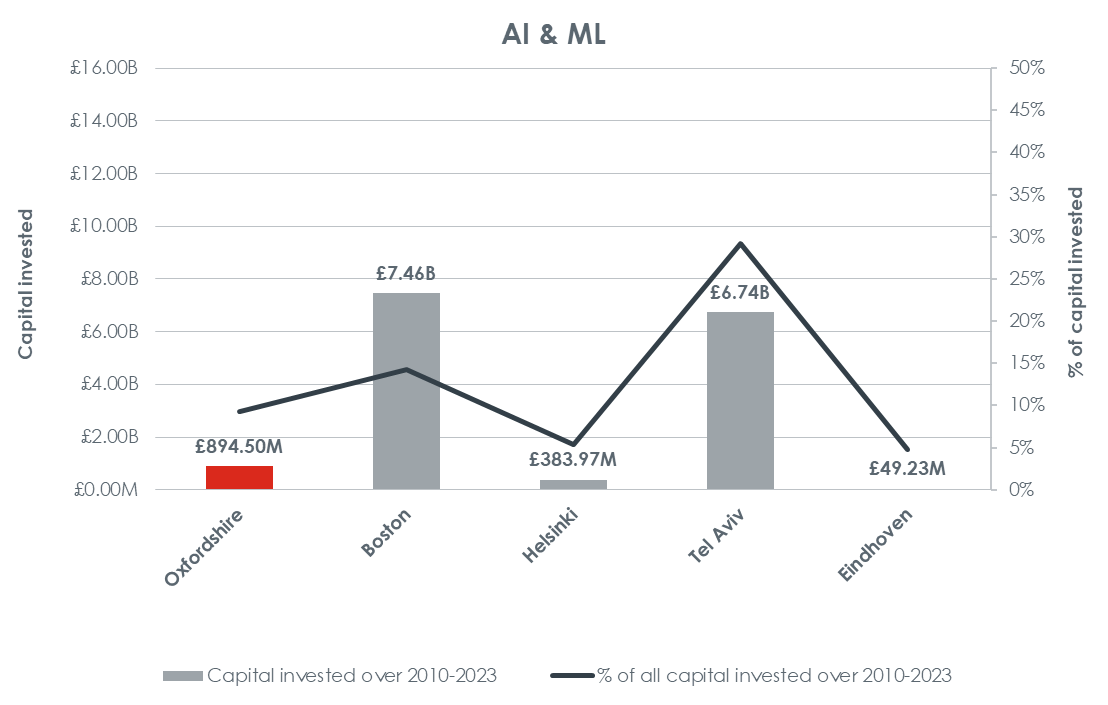 AI & ML
£16.00B
£14.00B
£12.00B
£10.00B
£8.00B
£6.00B
£4.00B
£2.00B
£0.00M
Capital invested
50%
45%
40%
35%
30%
25%
20%
15%
10%
5%
0%
% of capital invested
£894.50M
£7.46B
£383.97M
£6.74B
£49.23M
Oxfordshire
Boston
Helsinki
Tel Aviv
Eindhoven
Capital invested over 2010-2023
% of all capital invested over 2010-2023